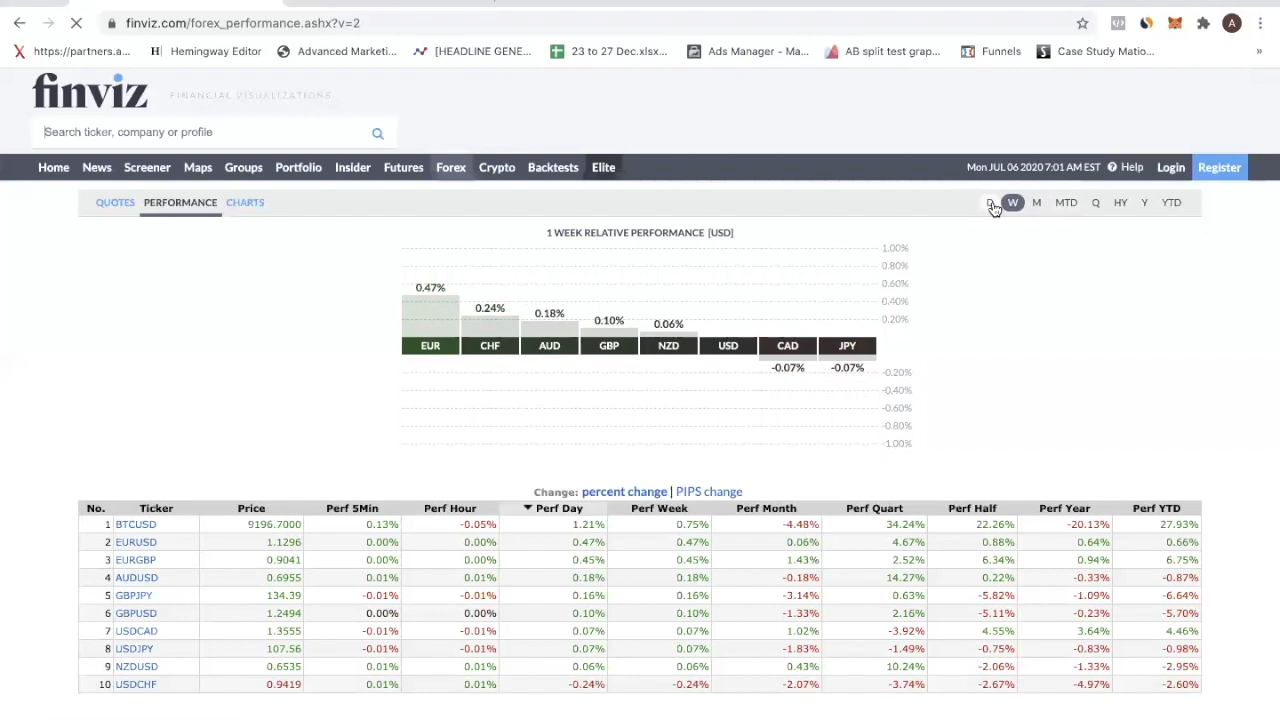 finviz.com/forex_performance.ashx?v=2
A
https://partners.a... Hemingway Editor Advanced Marketi... [HEADLINE GENE... 23 to 27 Dec.xlsx... Ads Manager - Ma... AB split test grap... Funnels Case Study Matio... »
finviz FINANCIAL VISUALIZATIONS
Search ticker, company or profile
Home News Screener Maps Groups Portfolio Insider Futures Forex Crypto Backtests Elite Mon JUL 06 2020 7:01 AM EST Help Login Register
QUOTES PERFORMANCE CHARTS D W M MTD Q HY Y YTD
1 WEEK RELATIVE PERFORMANCE [USD]
1.00%
0.80%
0.60%
0.47%
0.40%
0.24%
0.18%
0.20%
0.10%
0.06%
EUR CHF AUD GBP NZD USD CAD JPY
-0.07% -0.07%
-0.20%
-0.40%
-0.60%
-0.80%
-1.00%
Change: percent change | PIPS change
No. Ticker Price Perf 5Min Perf Hour Perf Day Perf Week Perf Month Perf Quart Perf Half Perf Year Perf YTD
1 BTCUSD 9196.7000 0.13% -0.05% 1.21% 0.75% -4.48% 34.24% 22.26% -20.13% 27.93%
2 EURUSD 1.1296 0.00% 0.00% 0.47% 0.47% 0.06% 4.67% 0.88% 0.64% 0.66%
3 EURGBP 0.9041 0.00% 0.00% 0.45% 0.45% 1.43% 2.52% 6.34% 0.94% 6.75%
4 AUDUSD 0.6955 0.01% 0.01% 0.18% 0.18% -0.18% 14.27% 0.22% -0.33% -0.87%
5 GBPJPY 134.39 -0.01% -0.01% 0.16% 0.16% -3.14% 0.63% -5.82% -1.09% -6.64%
6 GBPUSD 1.2494 0.00% 0.00% 0.10% 0.10% -1.33% 2.16% -5.11% -0.23% -5.70%
7 USDCAD 1.3555 -0.01% -0.01% 0.07% 0.07% 1.02% -3.92% 4.55% 3.64% 4.46%
8 USDJPY 107.56 -0.01% -0.01% 0.07% 0.07% -1.83% -1.49% -0.75% -0.83% -0.98%
9 NZDUSD 0.6535 0.01% 0.01% 0.06% 0.06% 0.43% 10.24% -2.06% -1.33% -2.95%
10 USDCHF 0.9419 0.01% 0.01% -0.24% -0.24% -2.07% -3.74% -2.67% -4.97% -2.60%